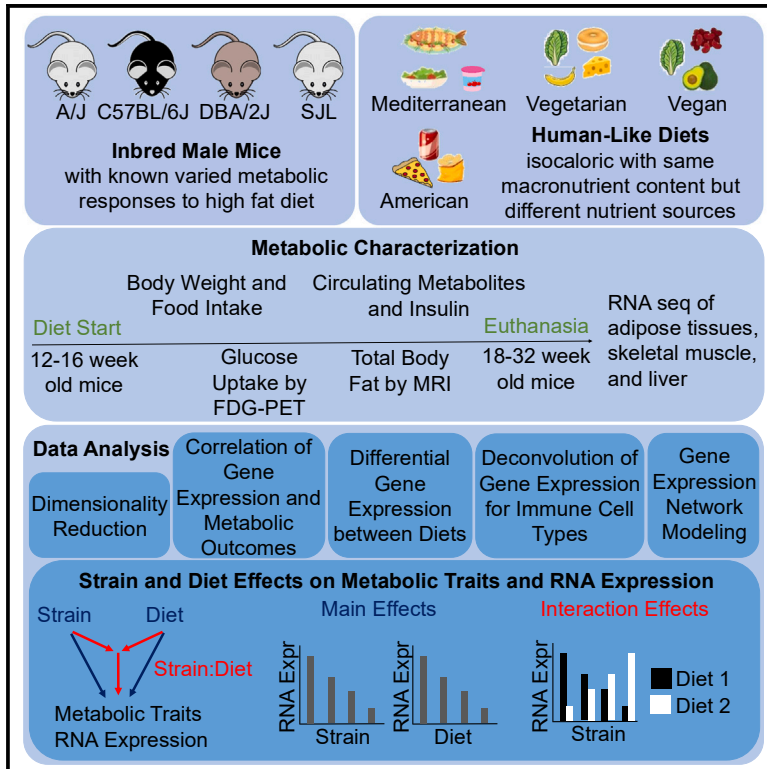 A/J C57BL/6J DBA/2J SJL
Inbred Male Mice
with known varied metabolic
responses to high fat diet
Mediterranean Vegetarian Vegan
American
Human-Like Diets
isocaloric with same
macronutrient content but
different nutrient sources
Metabolic Characterization
Body Weight and
Food Intake
Circulating Metabolites
and Insulin
Diet Start
Euthanasia
12-16 week
old mice
Glucose
Uptake by
FDG-PET
Total Body
Fat by MRI
18-32 week
old mice
RNA seq of
adipose tissues,
skeletal muscle,
and liver
Data Analysis
Dimensionality
Reduction
Correlation of
Gene
Expression and
Metabolic
Outcomes
Differential
Gene
Expression
between Diets
Deconvolution of
Gene Expression
for Immune Cell
Types
Gene
Expression
Network
Modeling
Strain and Diet Effects on Metabolic Traits and RNA Expression
Strain Diet
Strain:Diet
Metabolic Traits
RNA Expression
Main Effects
RNA Expr
Strain
RNA Expr
Diet
Interaction Effects
RNA Expr
Strain
Diet 1
Diet 2